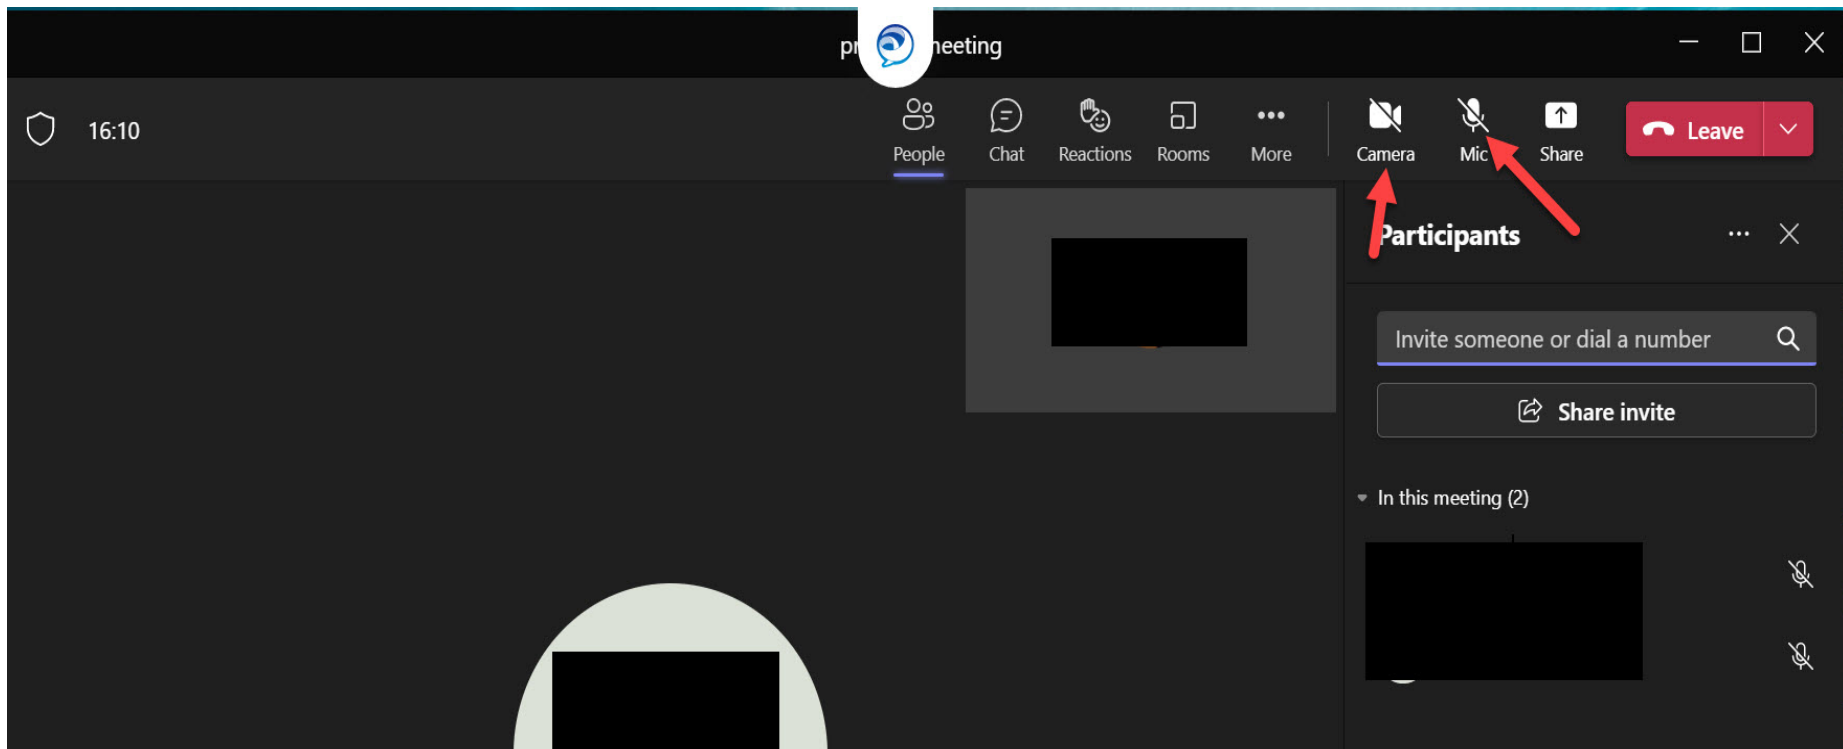 pr eeting
16:10
People Chat Reactions Rooms More Camera Mic Share Leave
Participants
Invite someone or dial a number
Share invite
In this meeting (2)